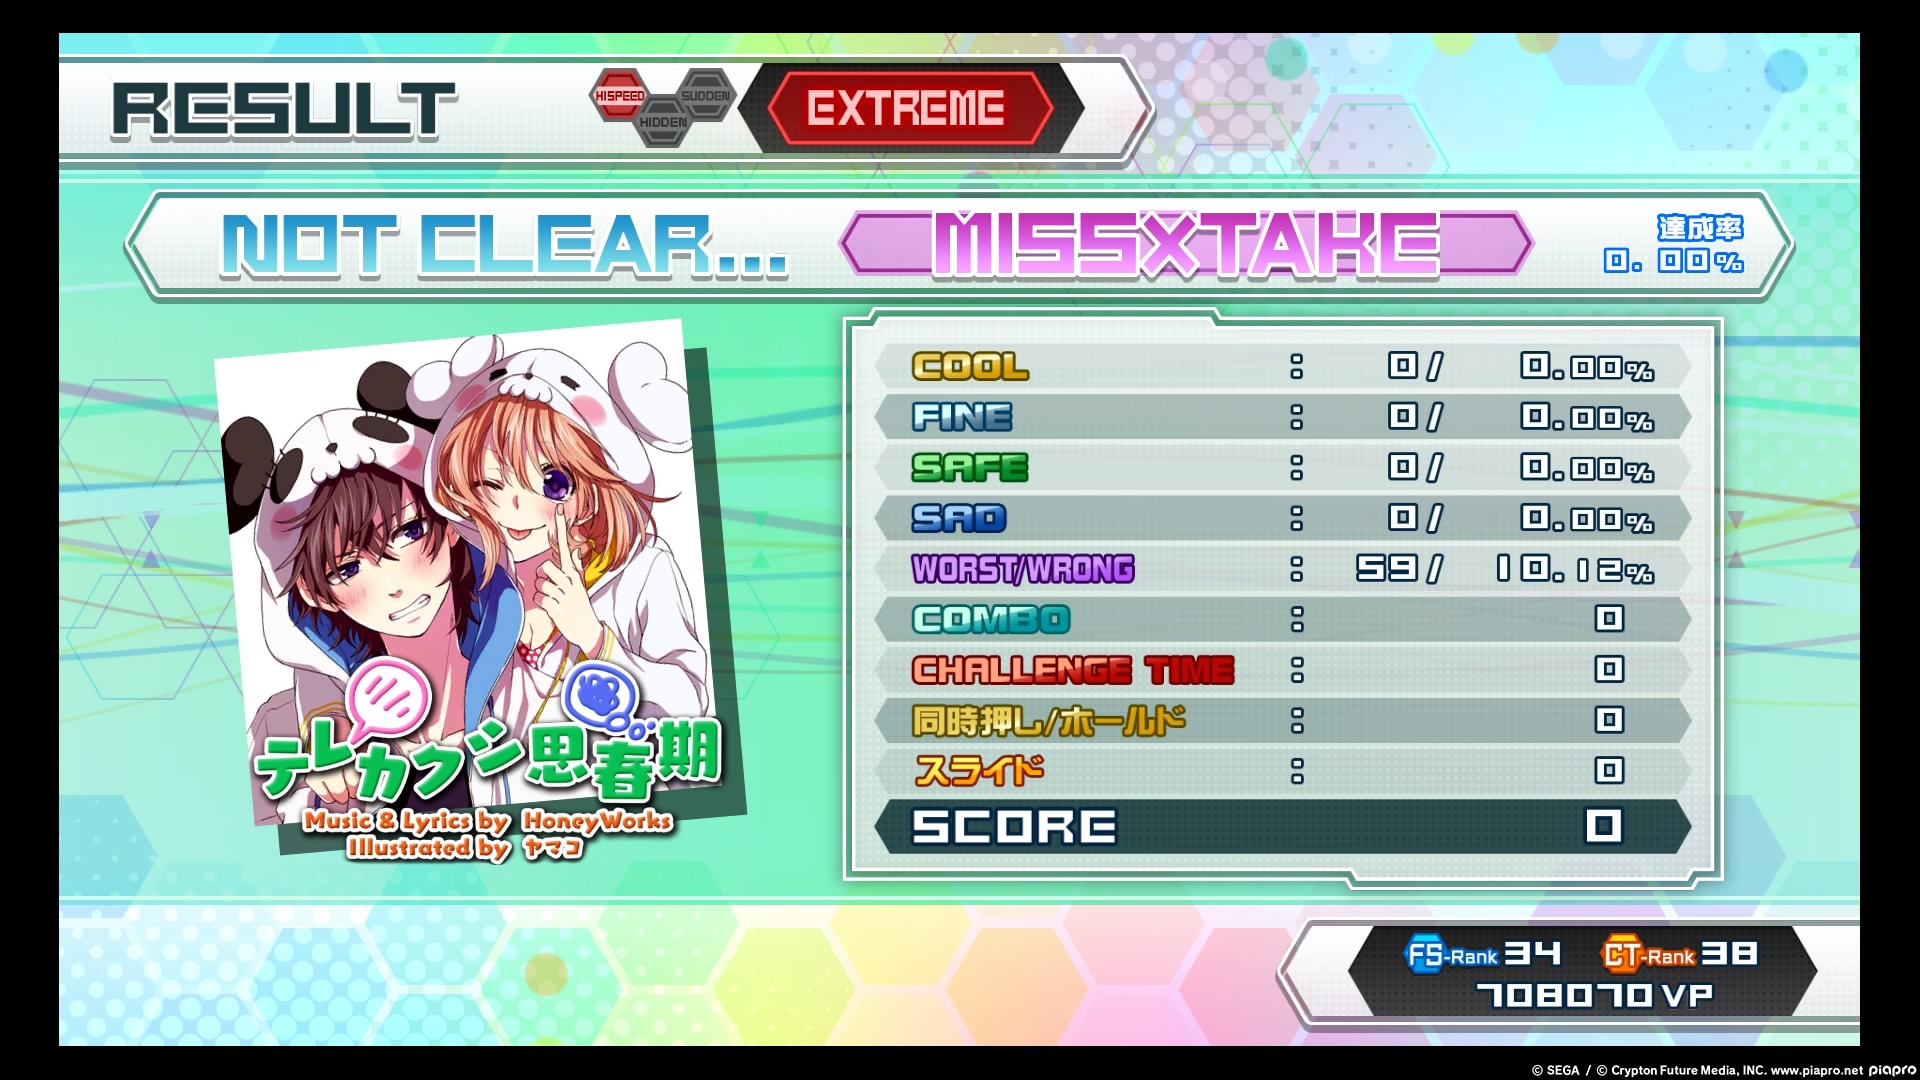 RESULT
HISPEED
SUDDEN
HIDDEN
EXTREME
NOT CLEAR...
MISS×TAKE
達成率
0.00%
COOL : 0/ 0.00%
FINE : 0/ 0.00%
SAFE : 0/ 0.00%
SAD : 0/ 0.00%
WORST/WRONG : 59/ 10.12%
COMBO : 0
CHALLENGE TIME : 0
同時押し/ホールド : 0
スライド : 0
SCORE 0
テレカクシ思春期
Music & Lyrics by HoneyWorks
Illustrated by ヤマコ
FS-Rank 34 CT-Rank 38
708070 VP
© SEGA / © Crypton Future Media, INC. www.piapro.net piapro